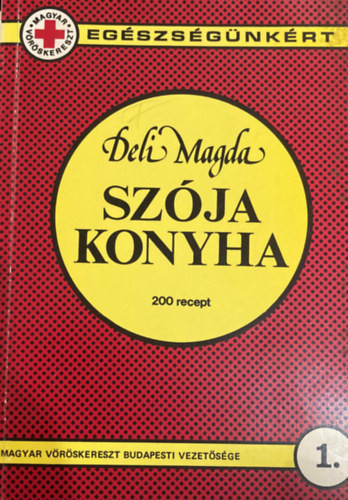 MAGYAR VÖRÖSKERESZT
EGÉSZSÉGÜNKÉRT
Deli Magda
SZÓJA
KONYHA
200 recept
MAGYAR VÖRÖSKERESZT BUDAPESTI VEZETŐSÉGE
1.